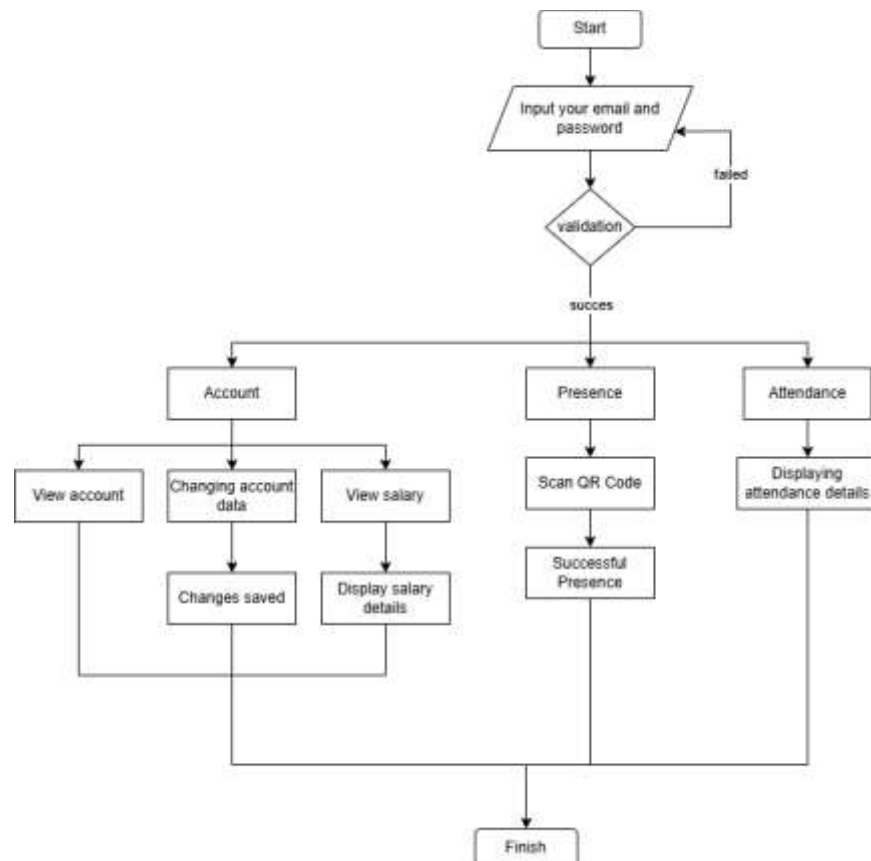 Start
Input your email and
password
failed
validation
succes
Account
Presence
Attendance
View account
Changing account
data
View salary
Scan QR Code
Displaying
attendance details
Changes saved
Display salary
details
Successful
Presence
Finish